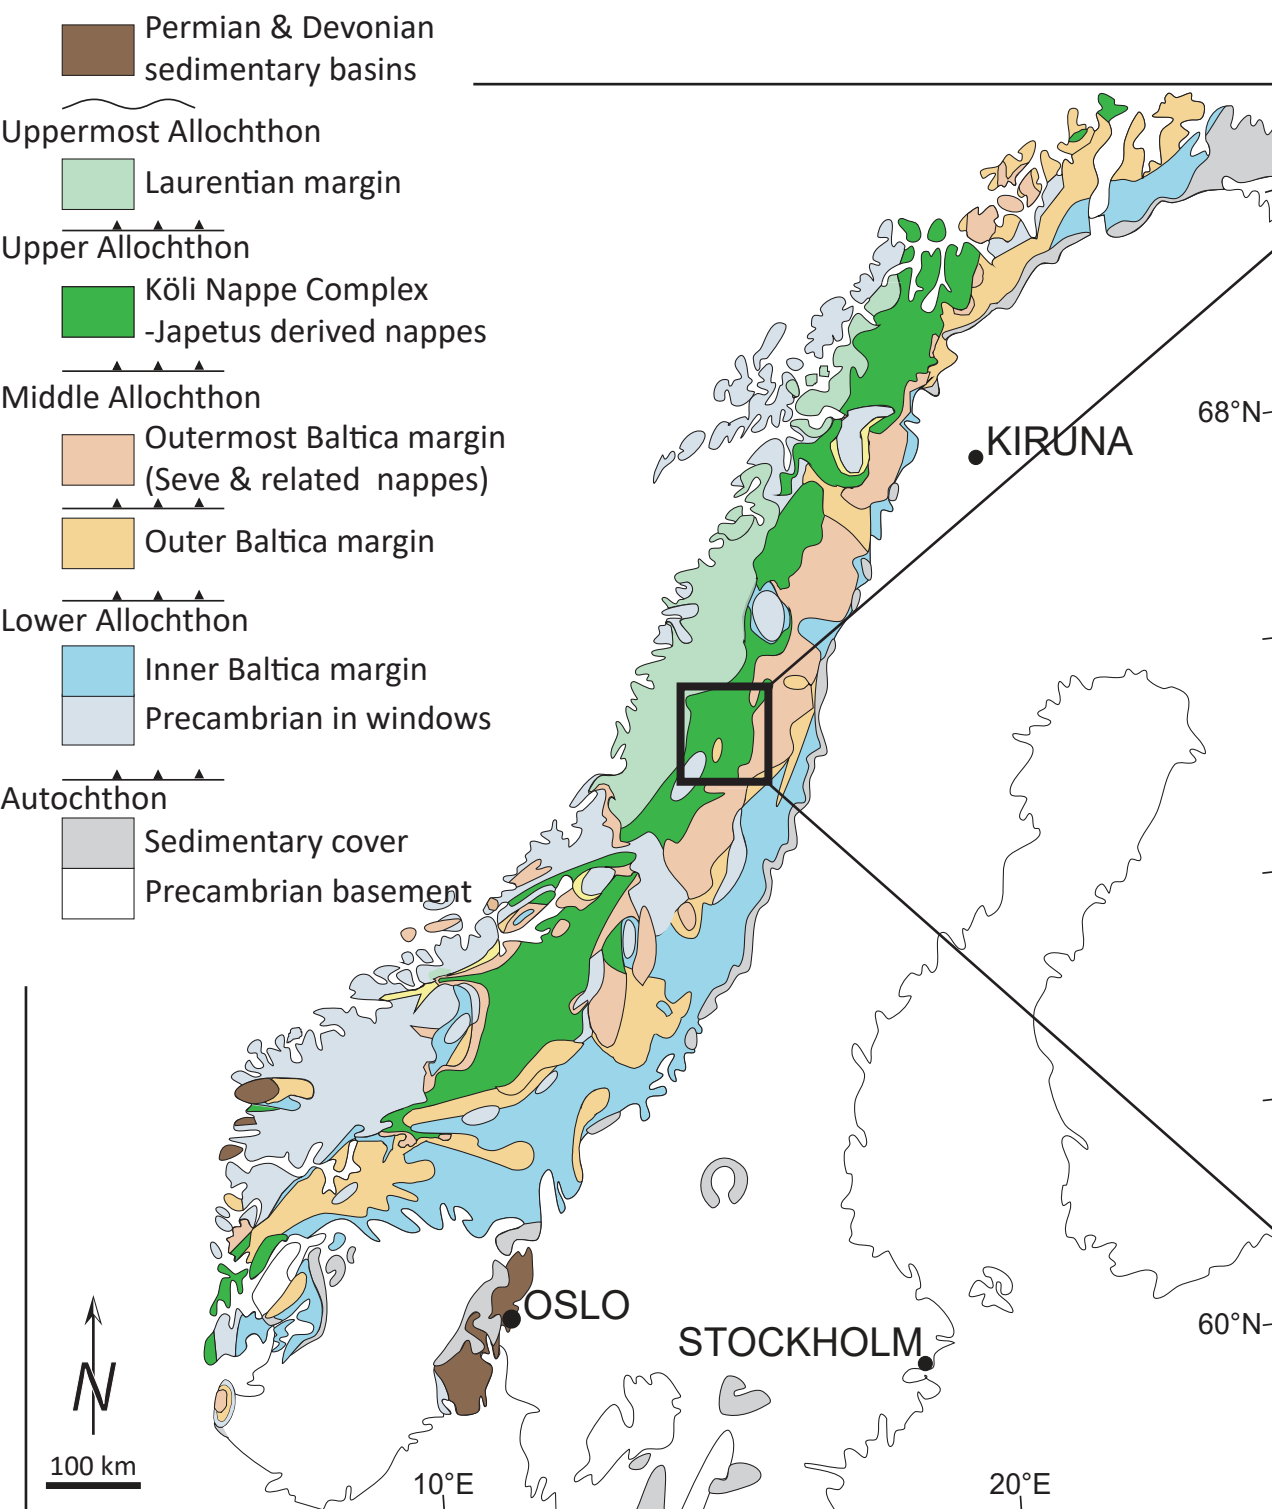 Permian & Devonian
sedimentary basins
Uppermost Allochthon
Laurentian margin
Upper Allochthon
Köli Nappe Complex
-Japetus derived nappes
Middle Allochthon
Outermost Baltica margin
(Seve & related nappes)
Outer Baltica margin
Lower Allochthon
Inner Baltica margin
Precambrian in windows
Autochthon
Sedimentary cover
Precambrian basement
68°N
KIRUNA
OSLO
STOCKHOLM
60°N
N
100 km
10°E
20°E